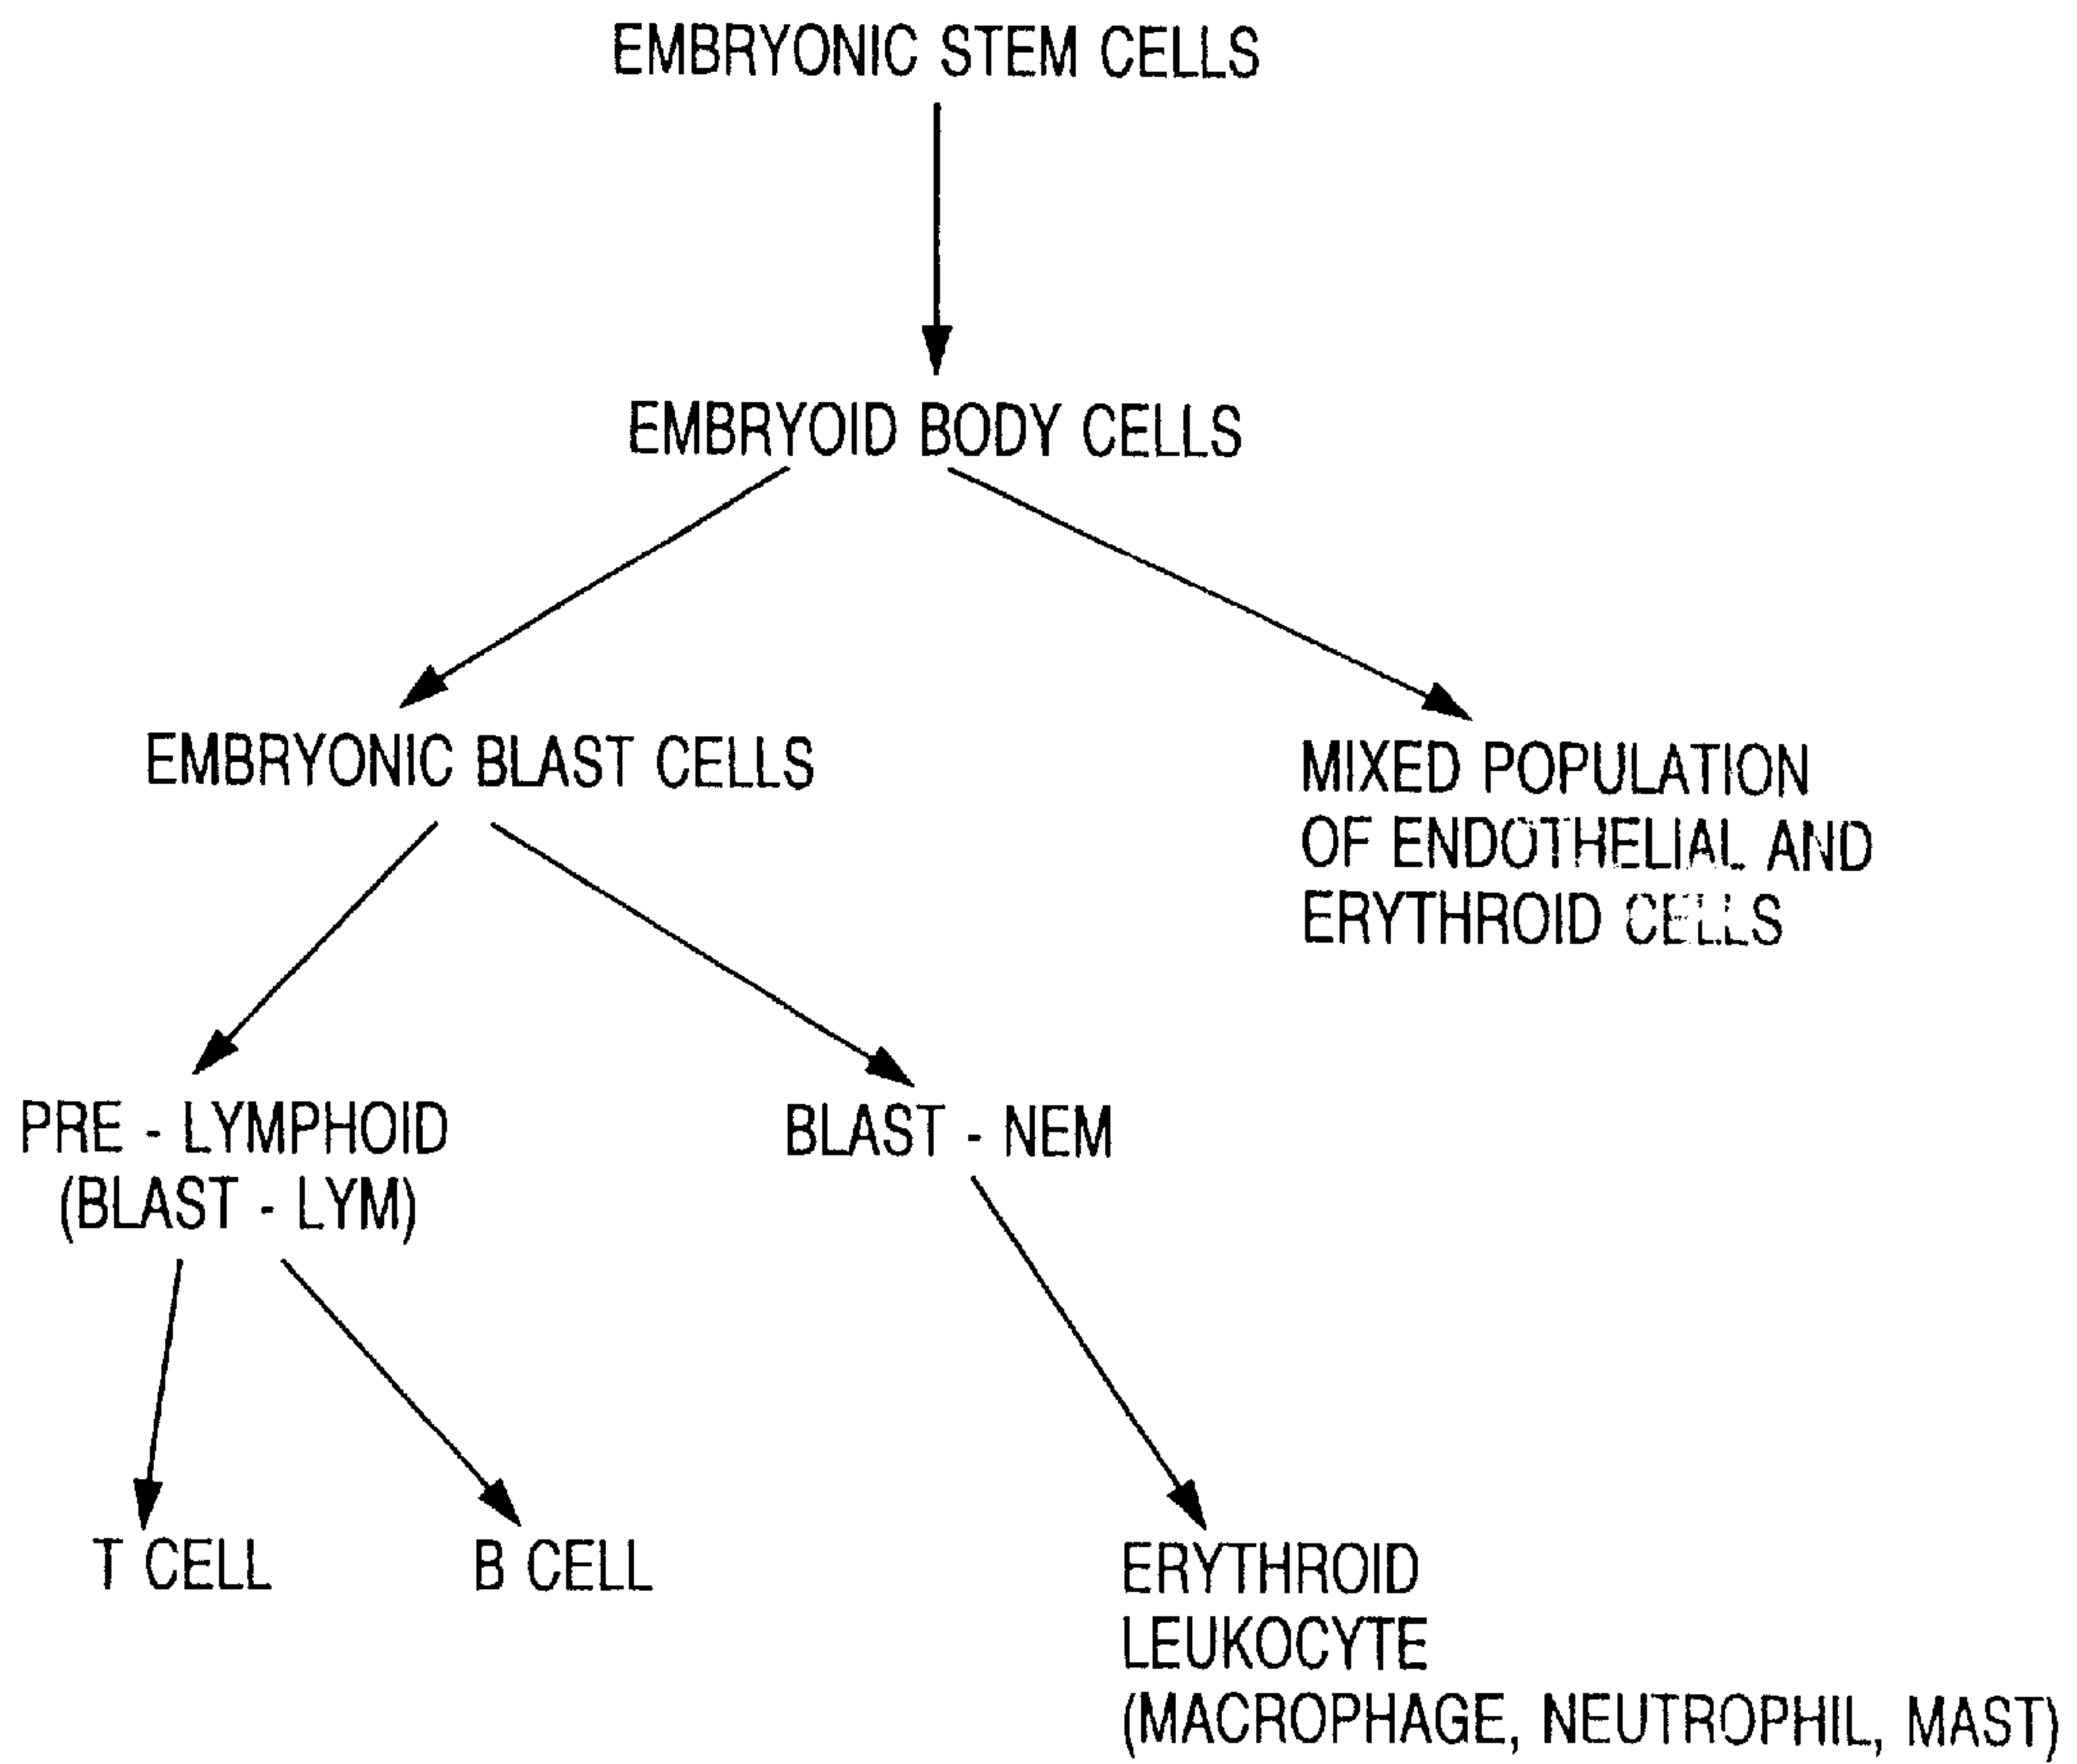 EMBRYONIC STEM CELLS
EMBRYOID BODY CELLS
EMBRYONIC BLAST CELLS
MIXED POPULATION
OF ENDOTHELIAL AND
ERYTHROID CELLS
PRE - LYMPHOID
(BLAST - LYM)
BLAST - NEM
T CELL
B CELL
ERYTHROID
LEUKOCYTE
(MACROPHAGE, NEUTROPHIL, MAST)